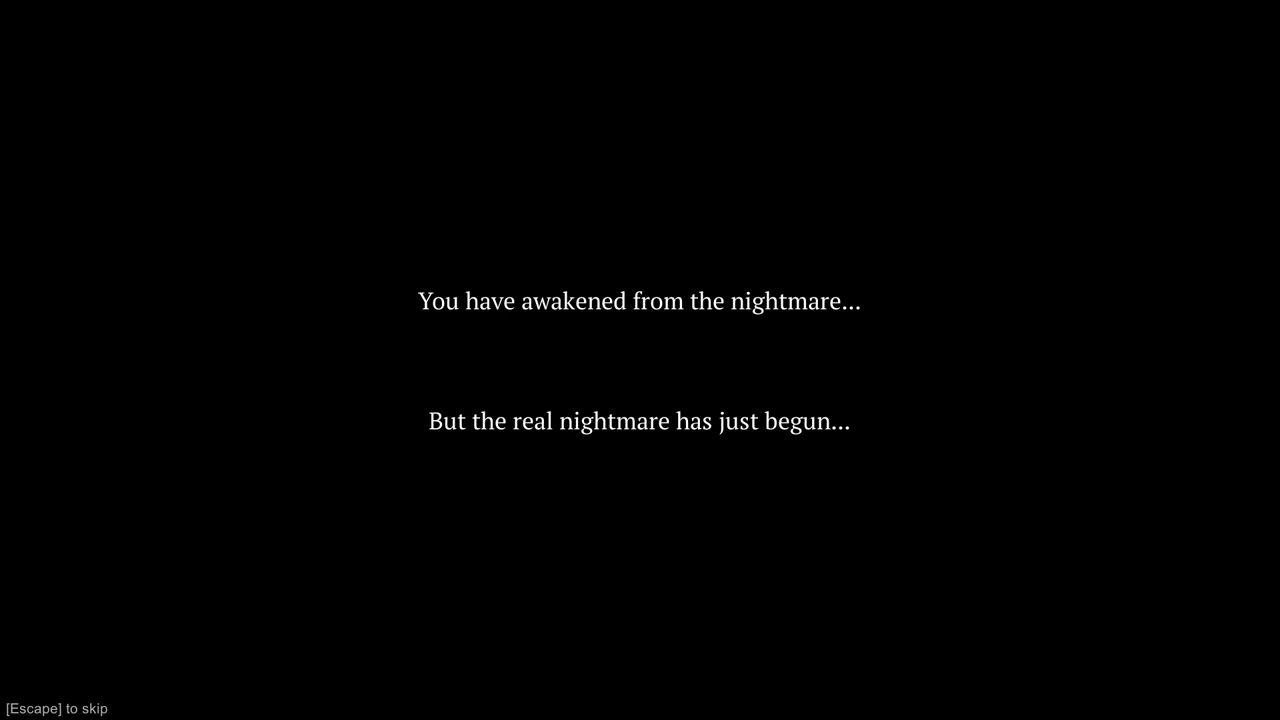 You have awakened from the nightmare...
But the real nightmare has just begun...
[Escape] to skip